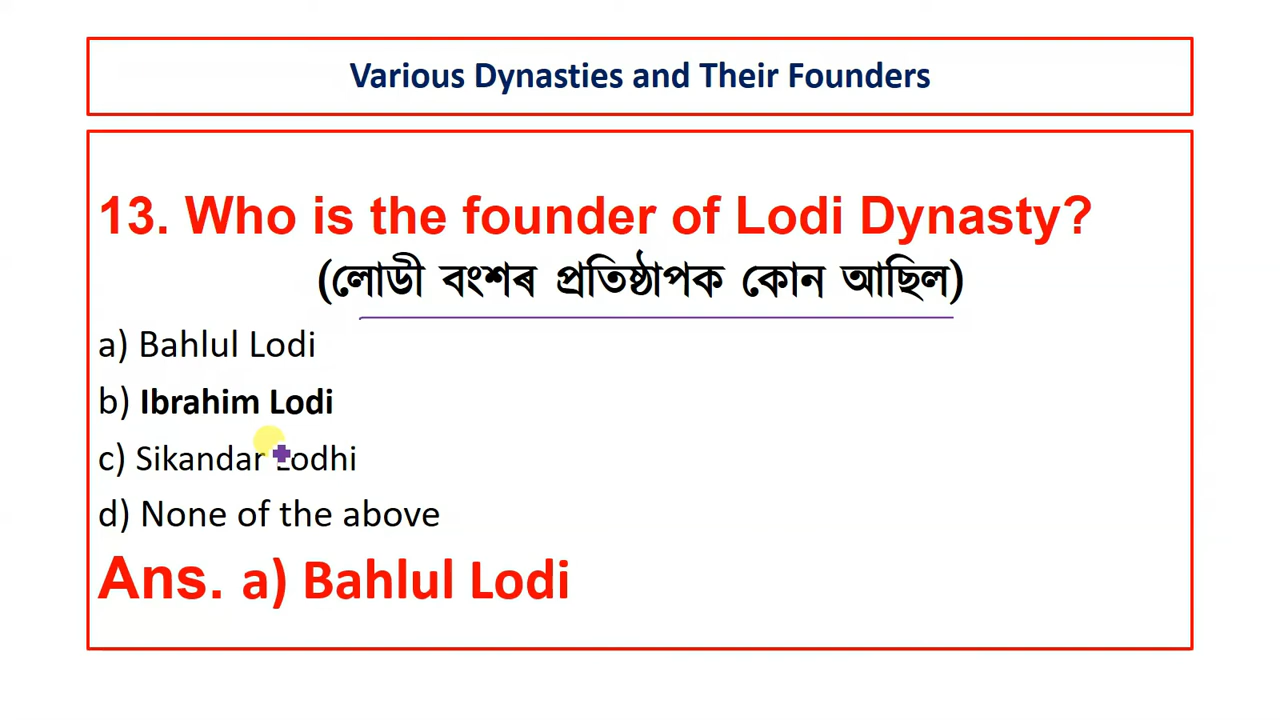 Various Dynasties and Their Founders
13. Who is the founder of Lodi Dynasty?
(লোডী বংশৰ প্ৰতিষ্ঠাপক কোন আছিল)
a) Bahlul Lodi
b) Ibrahim Lodi
c) Sikandar Lodhi
d) None of the above
Ans. a) Bahlul Lodi